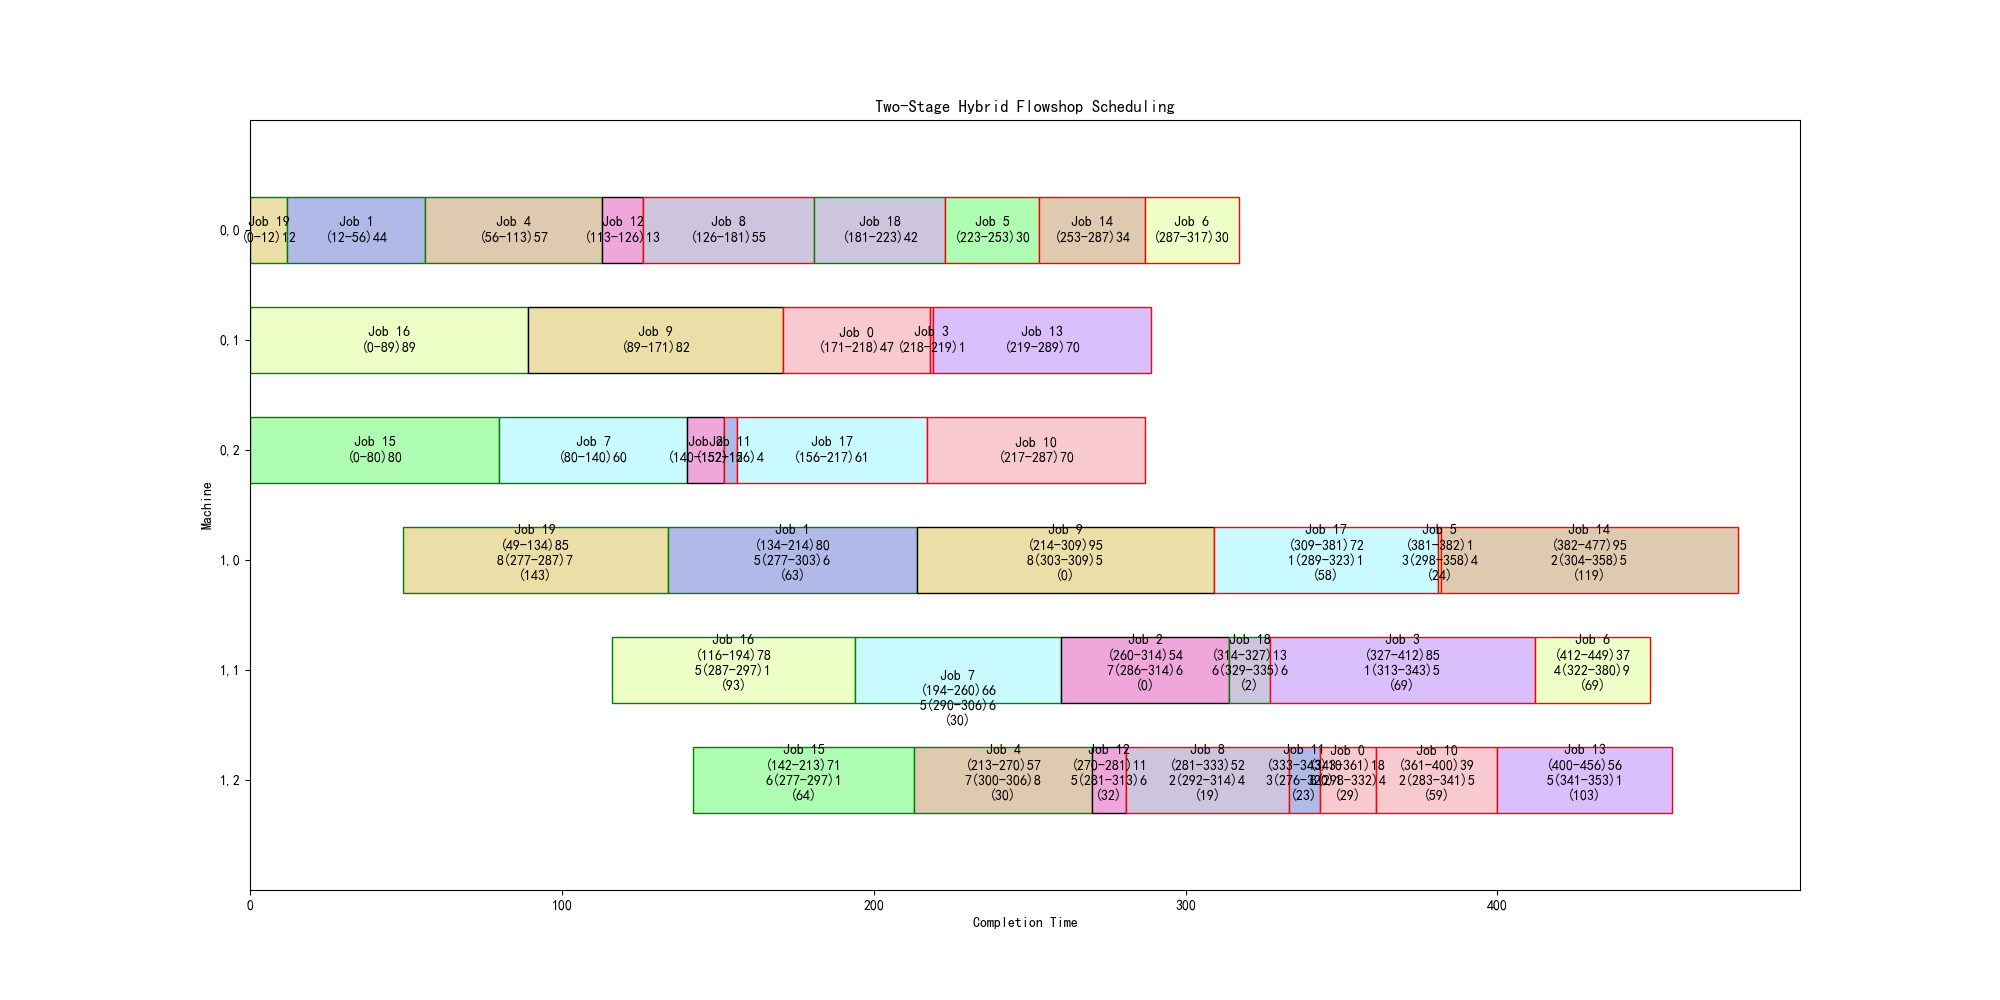 Two-Stage Hybrid Flowshop Scheduling
Machine
0,0
Job 19
(0-12)12
Job 1
(12-56)44
Job 4
(56-113)57
Job 12
(113-126)13
Job 8
(126-181)55
Job 18
(181-223)42
Job 5
(223-253)30
Job 14
(253-287)34
Job 6
(287-317)30
0,1
Job 16
(0-89)89
Job 9
(89-171)82
Job 0
(171-218)47
Job 3
(218-219)1
Job 13
(219-289)70
0,2
Job 15
(0-80)80
Job 7
(80-140)60
Job 2
(140-152)12
Job 11
(152-156)4
Job 17
(156-217)61
Job 10
(217-287)70
1,0
Job 19
(49-134)85
8(277-287)7
(143)
Job 1
(134-214)80
5(277-303)6
(63)
Job 9
(214-309)95
8(303-309)5
(0)
Job 17
(309-381)72
1(289-323)1
(58)
Job 5
(381-382)1
3(298-358)4
(24)
Job 14
(382-477)95
2(304-358)5
(119)
1,1
Job 16
(116-194)78
5(287-297)1
(93)
Job 7
(194-260)66
5(290-306)6
(30)
Job 2
(260-314)54
7(286-314)6
(0)
Job 18
(314-327)13
6(329-335)6
(2)
Job 3
(327-412)85
1(313-343)5
(69)
Job 6
(412-449)37
4(322-380)9
(69)
1,2
Job 15
(142-213)71
6(277-297)1
(64)
Job 4
(213-270)57
7(300-306)8
(30)
Job 12
(270-281)11
5(281-313)6
(32)
Job 8
(281-333)52
2(292-314)4
(19)
Job 11
(333-343)10
(23)
Job 0
(343-361)18
(29)
Job 10
(361-400)39
2(283-341)5
(59)
Job 13
(400-456)56
5(341-353)1
(103)
0
100
200
300
400
Completion Time